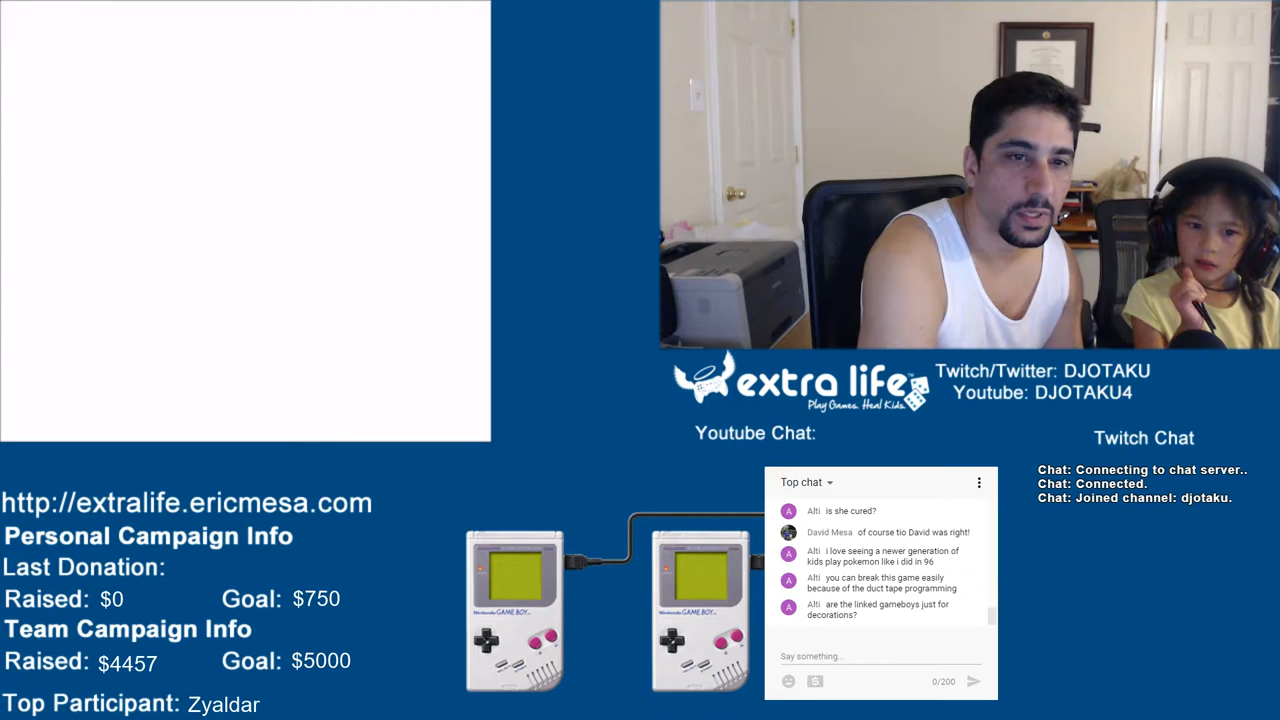 extra life
Play Games. Heal Kids.
Twitch/Twitter: DJOTAKU
Youtube: DJOTAKU4
Youtube Chat:
Twitch Chat
Chat: Connecting to chat server..
Chat: Connected.
Chat: Joined channel: djotaku.
Top chat
Alti is she cured?
David Mesa of course tio David was right!
Alti i love seeing a newer generation of
kids play pokemon like i did in 96
Alti you can break this game easily
because of the duct tape programming
Alti are the linked gameboys just for
decorations?
Say something...
0/200
http://extralife.ericmesa.com
Personal Campaign Info
Last Donation:
Raised: $0 Goal: $750
Team Campaign Info
Raised: $4457 Goal: $5000
Top Participant: Zyaldar
Nintendo GAME BOY
Nintendo GAME BOY